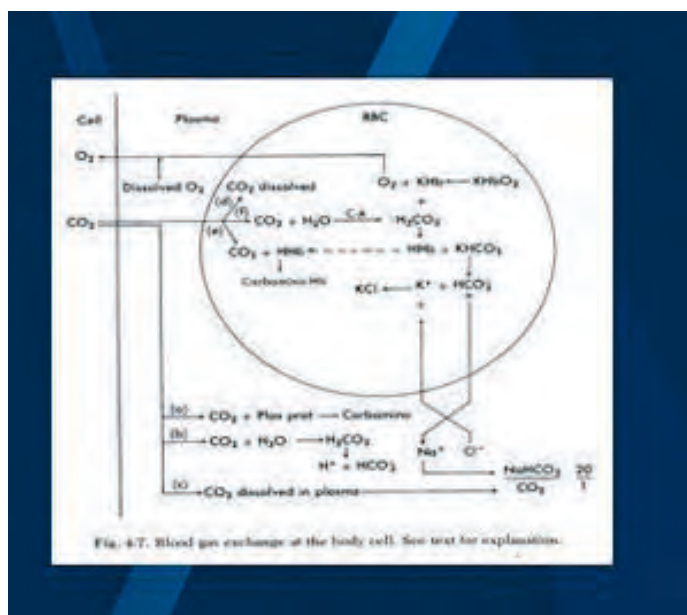 Cell Plasma RBC
O₂
Dissolved O₂ CO₂ dissolved O₂ + KHb KHbO₂
+
(d)
CO₂ (f) CO₂ + H₂O C.A. H₂CO₃
(e)
CO₂ + HHb HHb + KHCO₃
Carbamino Hb KCl K⁺ + HCO₃⁻
+
(a) CO₂ + Plas prot Carbamino
(b) CO₂ + H₂O H₂CO₃ Na⁺ Cl⁻
H⁺ + HCO₃⁻
NaHCO₃ 20
(c) CO₂ dissolved in plasma CO₂ 1
Fig. 4-7. Blood gas exchange at the body cell. See text for explanation.